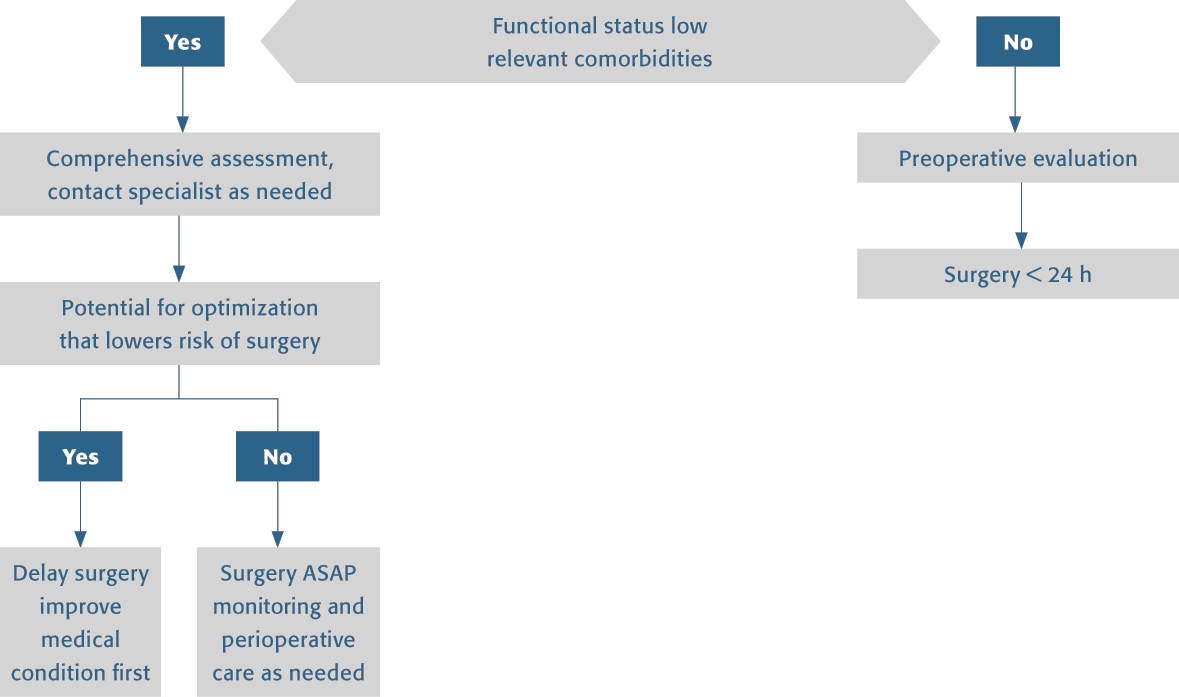 Functional status low
relevant comorbidities
Yes
No
Comprehensive assessment,
contact specialist as needed
Preoperative evaluation
Surgery < 24 h
Potential for optimization
that lowers risk of surgery
Yes
No
Delay surgery
improve
medical
condition first
Surgery ASAP
monitoring and
perioperative
care as needed